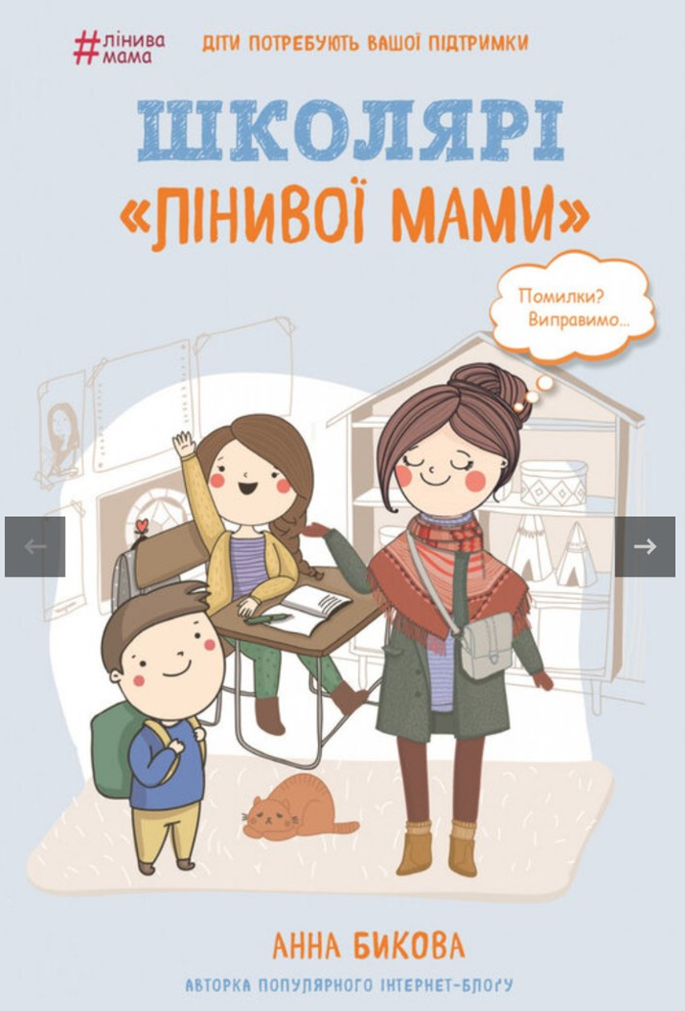 #лінива
мама
ДІТИ ПОТРЕБУЮТЬ ВАШОЇ ПІДТРИМКИ
ШКОЛЯРІ
«ЛІНИВОЇ МАМИ»
Помилки?
Виправимо...
АННА БИКОВА
АВТОРКА ПОПУЛЯРНОГО ІНТЕРНЕТ-БЛОҐУ